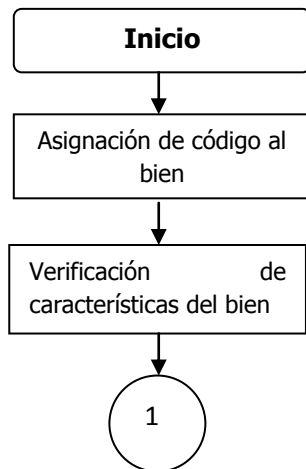 Inicio
Asignación de código al
bien
Verificación de
características del bien
1